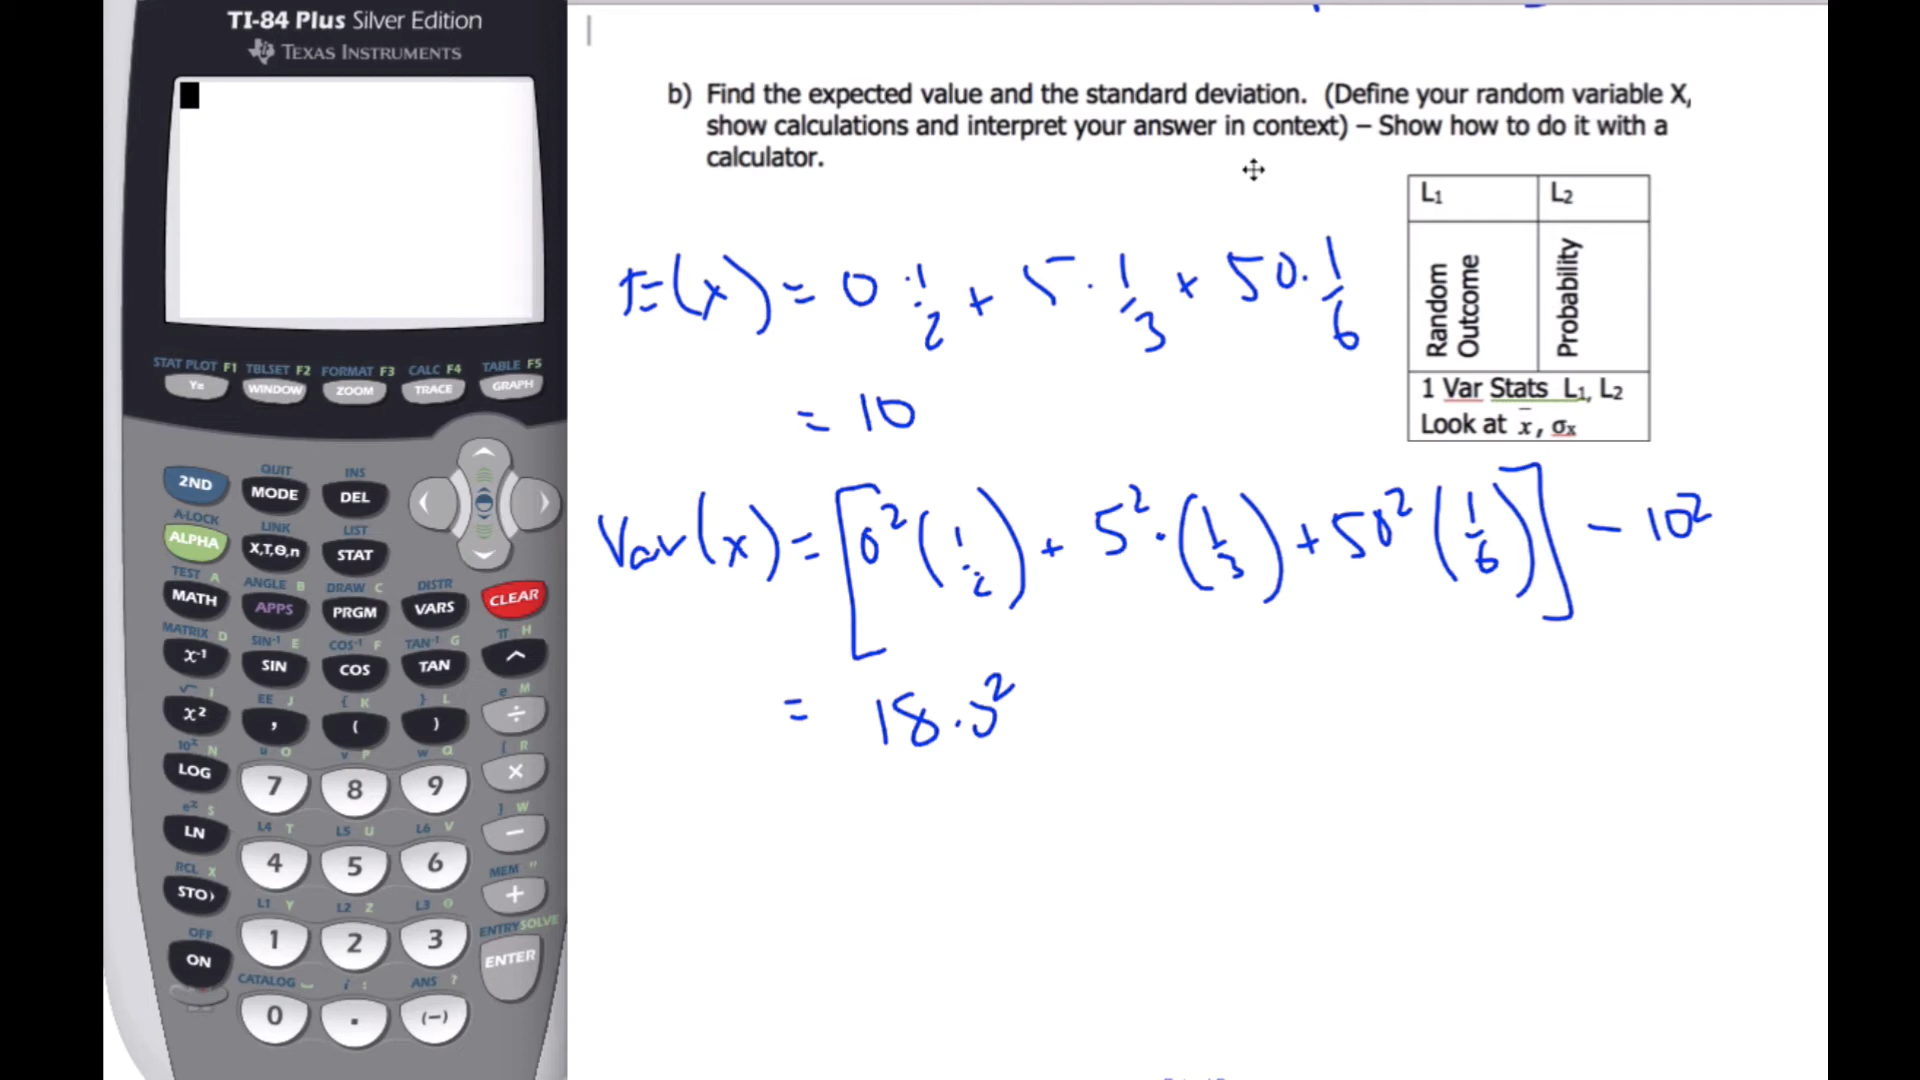 TI-84 Plus Silver Edition
TEXAS INSTRUMENTS
STAT PLOT F1 TBLSET F2 FORMAT F3 CALC F4 TABLE F5
Y= WINDOW ZOOM TRACE GRAPH
QUIT INS
2ND MODE DEL
A-LOCK LINK LIST
ALPHA X,T,Θ,n STAT
TEST A ANGLE B DRAW C DISTR
MATH APPS PRGM VARS CLEAR
MATRIX D SIN⁻¹ E COS⁻¹ F TAN⁻¹ G π H
x⁻¹ SIN COS TAN ^
√ I EE J { K } L e M
x² , ( ) ÷
10ˣ N u O v P w Q [ R
LOG 7 8 9 ×
eˣ S L4 T L5 U L6 V ] W
LN 4 5 6 −
RCL X L1 Y L2 Z L3 θ MEM "
STO› 1 2 3 +
OFF CATALOG ⎵ i : ANS ? ENTRY SOLVE
ON 0 . (−) ENTER
b) Find the expected value and the standard deviation. (Define your random variable X,
show calculations and interpret your answer in context) – Show how to do it with a
calculator.
L1 L2
Random Outcome Probability
1 Var Stats L1, L2
Look at x̄, σx
E(x) = 0 · 1/2 + 5 · 1/3 + 50 · 1/6
= 10
Var(x) = [0² (1/2) + 5² · (1/3) + 50² (1/6)] − 10²
= 18.5²